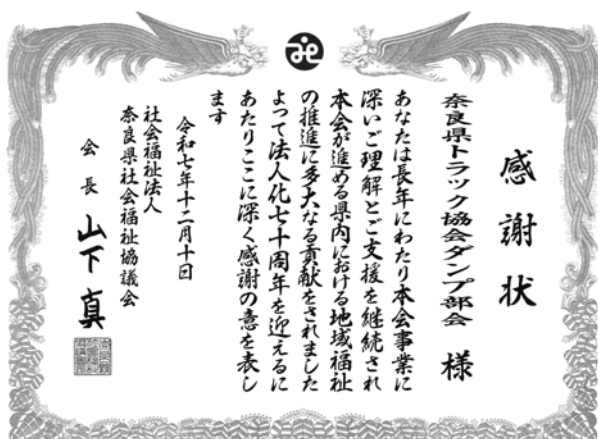 感謝状
奈良県トラック協会ダンプ部会 様
あなたは長年にわたり本会事業に
深いご理解とご支援を継続され
本会が進める県内における地域福祉
の推進に多大なる貢献をされました
よって法人化七十周年を迎えるに
あたりここに深く感謝の意を表し
ます
令和七年十二月十日
社会福祉法人
奈良県社会福祉協議会
会長 山下真